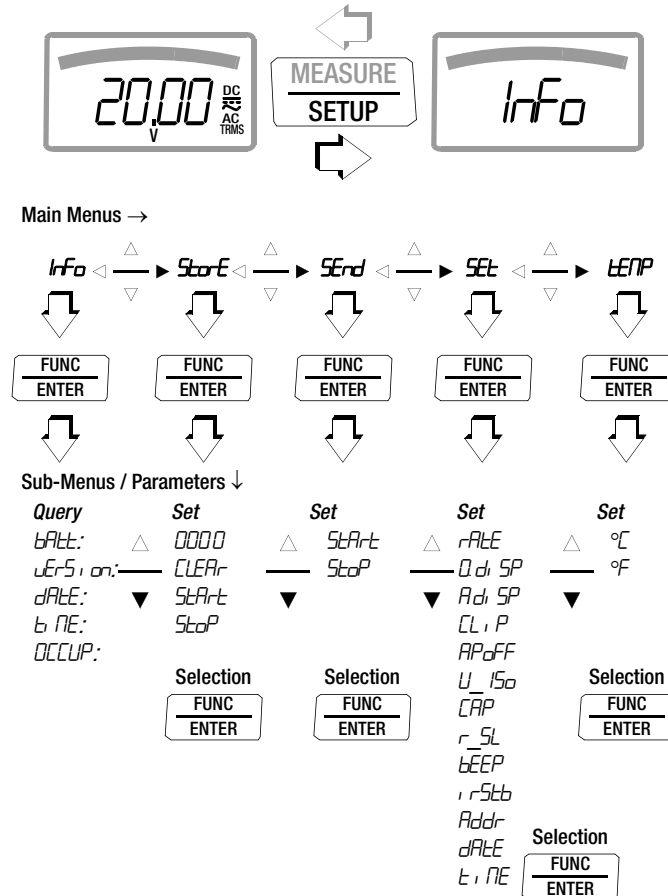 20.00 V DC AC TRMS
MEASURE
SETUP
InFo
Main Menus →
InFo StorE SEnd SEt tEMP
FUNC FUNC FUNC FUNC FUNC
ENTER ENTER ENTER ENTER ENTER
Sub-Menus / Parameters ↓
Query Set Set Set Set
bAtt: 0000 StArt rAtE °C
vErSion: CLEAr StoP 0.diSP °F
dAtE: StArt AdiSP
tiME: StoP CLiP
OCCUP: APoFF
Selection Selection U_ISo Selection
FUNC FUNC CAP FUNC
ENTER ENTER r_SL ENTER
bEEP
irStb
Addr
dAtE Selection
tiME FUNC
ENTER